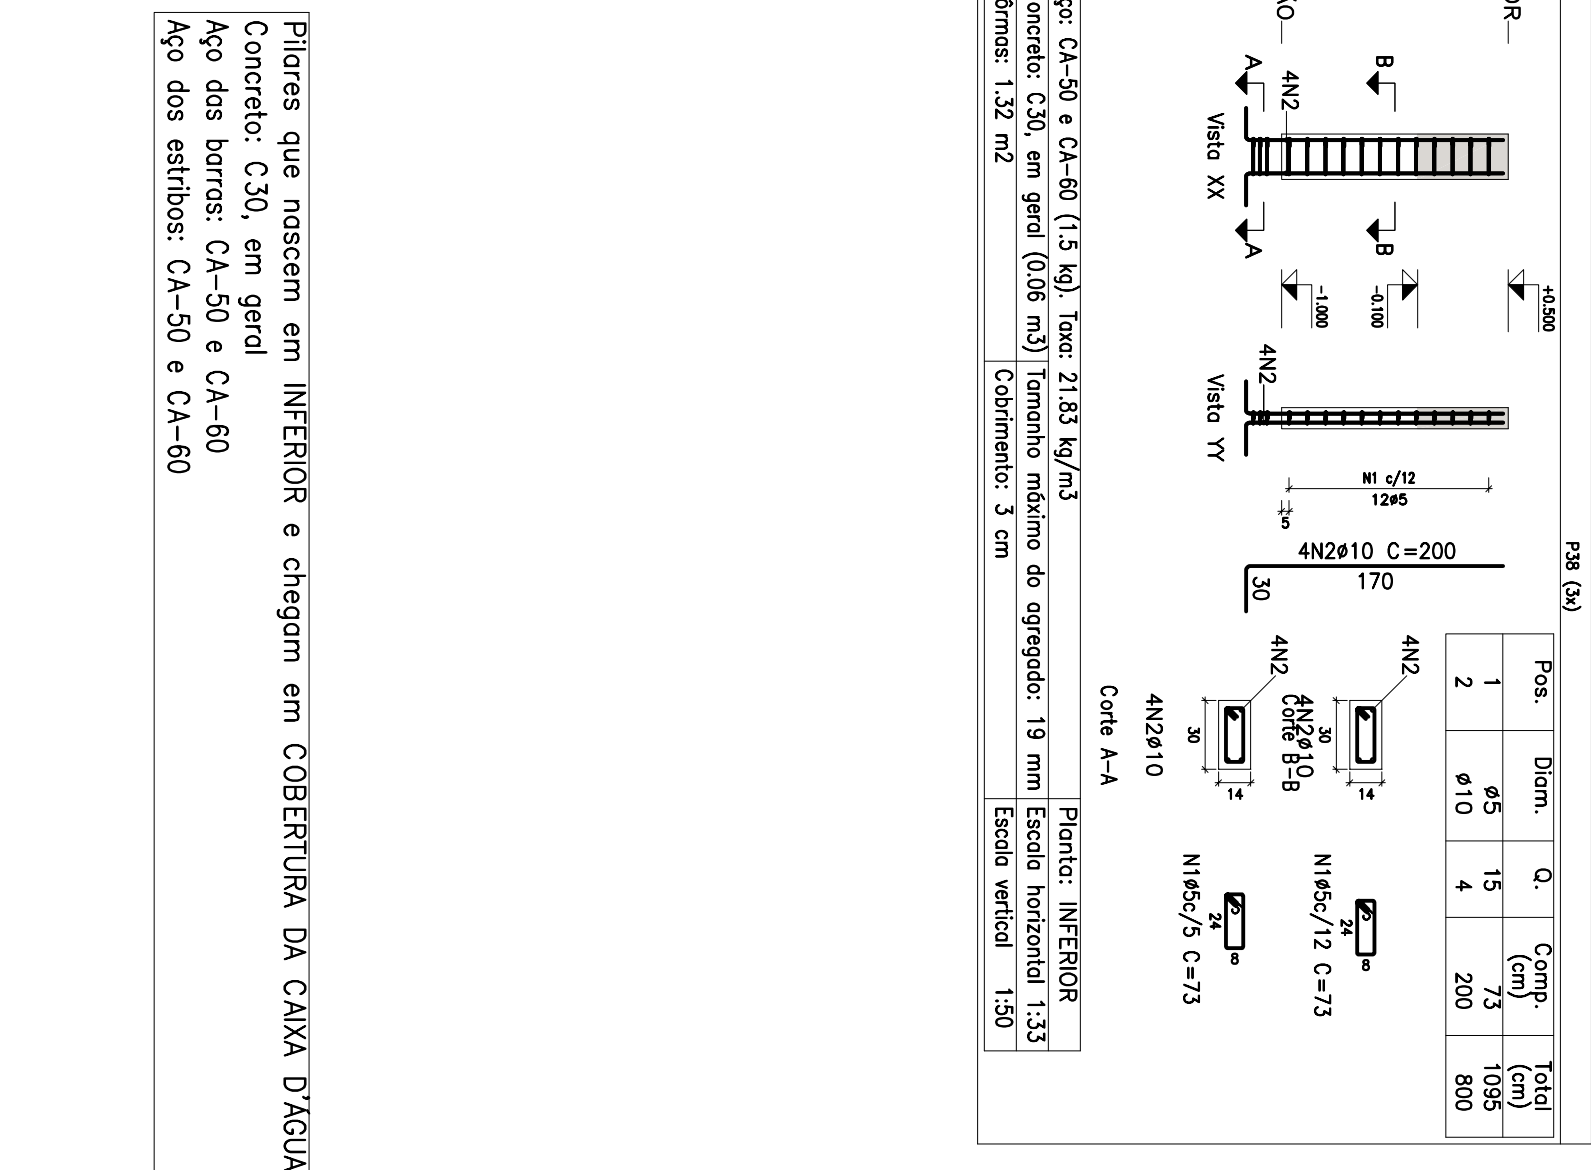 P38 (3x)
Pos. Diam. Q. Comp. (cm) Total (cm)
1 ø5 15 73 1095
2 ø10 4 200 800
+0.500
-0.100
-1.000
B B
A A
4N2
Vista XX
4N2
Vista YY
N1 c/12
12ø5
5
4N2ø10 C=200
170
30
4N2
30
14
4N2ø10
Corte B-B
24
8
N1ø5c/12 C=73
4N2
30
14
4N2ø10
Corte A-A
24
8
N1ø5c/5 C=73
CA-50 e CA-60 (1.5 kg). Taxa: 21.83 kg/m3
Planta: INFERIOR
C30, em geral (0.06 m3)
Tamanho máximo do agregado: 19 mm
Escala horizontal 1:33
1.32 m2
Cobrimento: 3 cm
Escala vertical 1:50
Pilares que nascem em INFERIOR e chegam em COBERTURA DA CAIXA D'ÁGUA
Concreto: C30, em geral
Aço das barras: CA-50 e CA-60
Aço dos estribos: CA-50 e CA-60